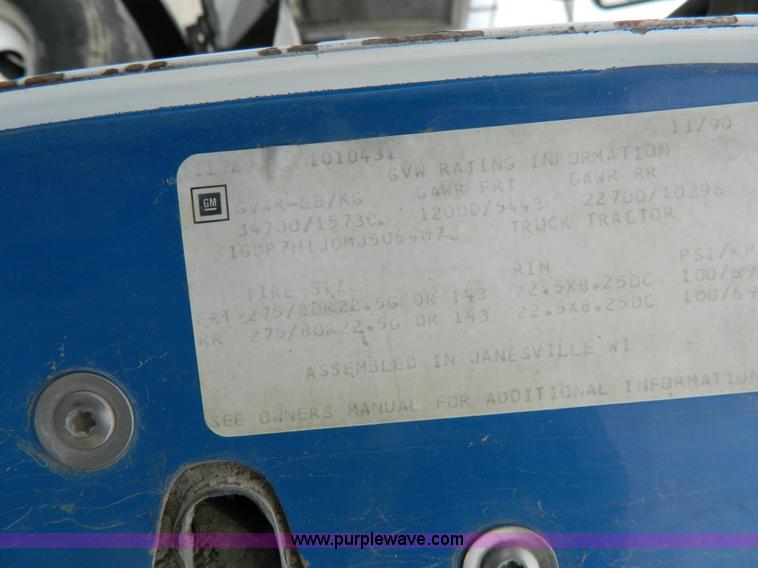 1010431 11/90
GVW RATING INFORMATION
GM
GVWR-LB/KG GAWR FRT GAWR RR
34700/15730 12000/5443 22700/10296
TRUCK TRACTOR
TIRE SIZE RIM PSI/KP
FRT 275/80R22.5G OR 143 22.5X8.25DC 100/69
RR 275/80R22.5G OR 143 22.5X8.25DC 100/69
ASSEMBLED IN JANESVILLE WI
SEE OWNERS MANUAL FOR ADDITIONAL INFORMATION
www.purplewave.com